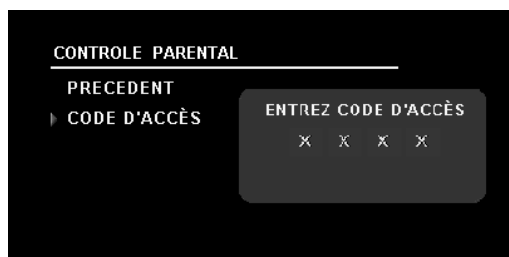 CONTROLE PARENTAL
PRECEDENT
CODE D'ACCÈS
ENTREZ CODE D'ACCÈS
X X X X